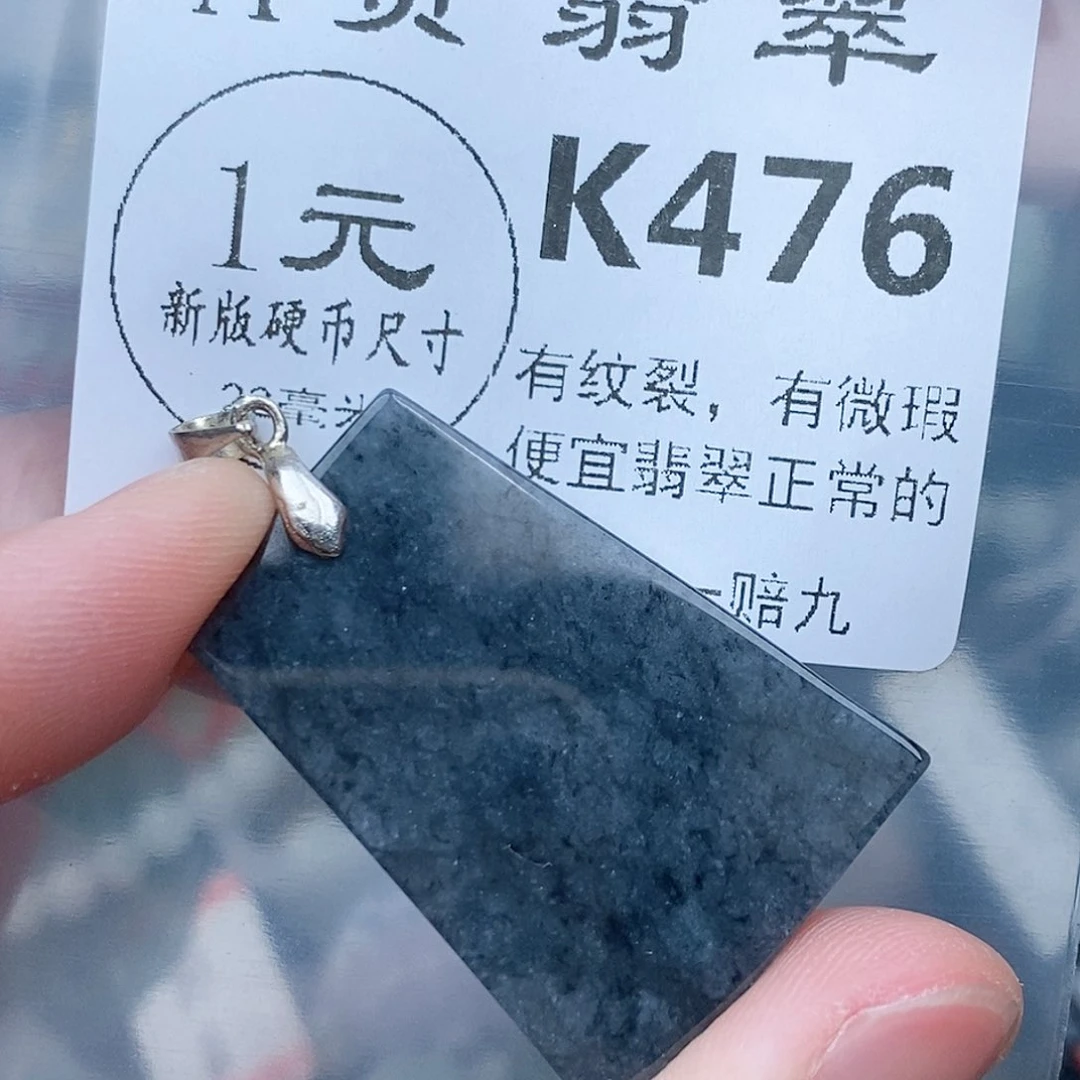 翡翠
K476
1元
新版硬币尺寸
有纹裂，有微瑕
便宜翡翠正常的
赔九